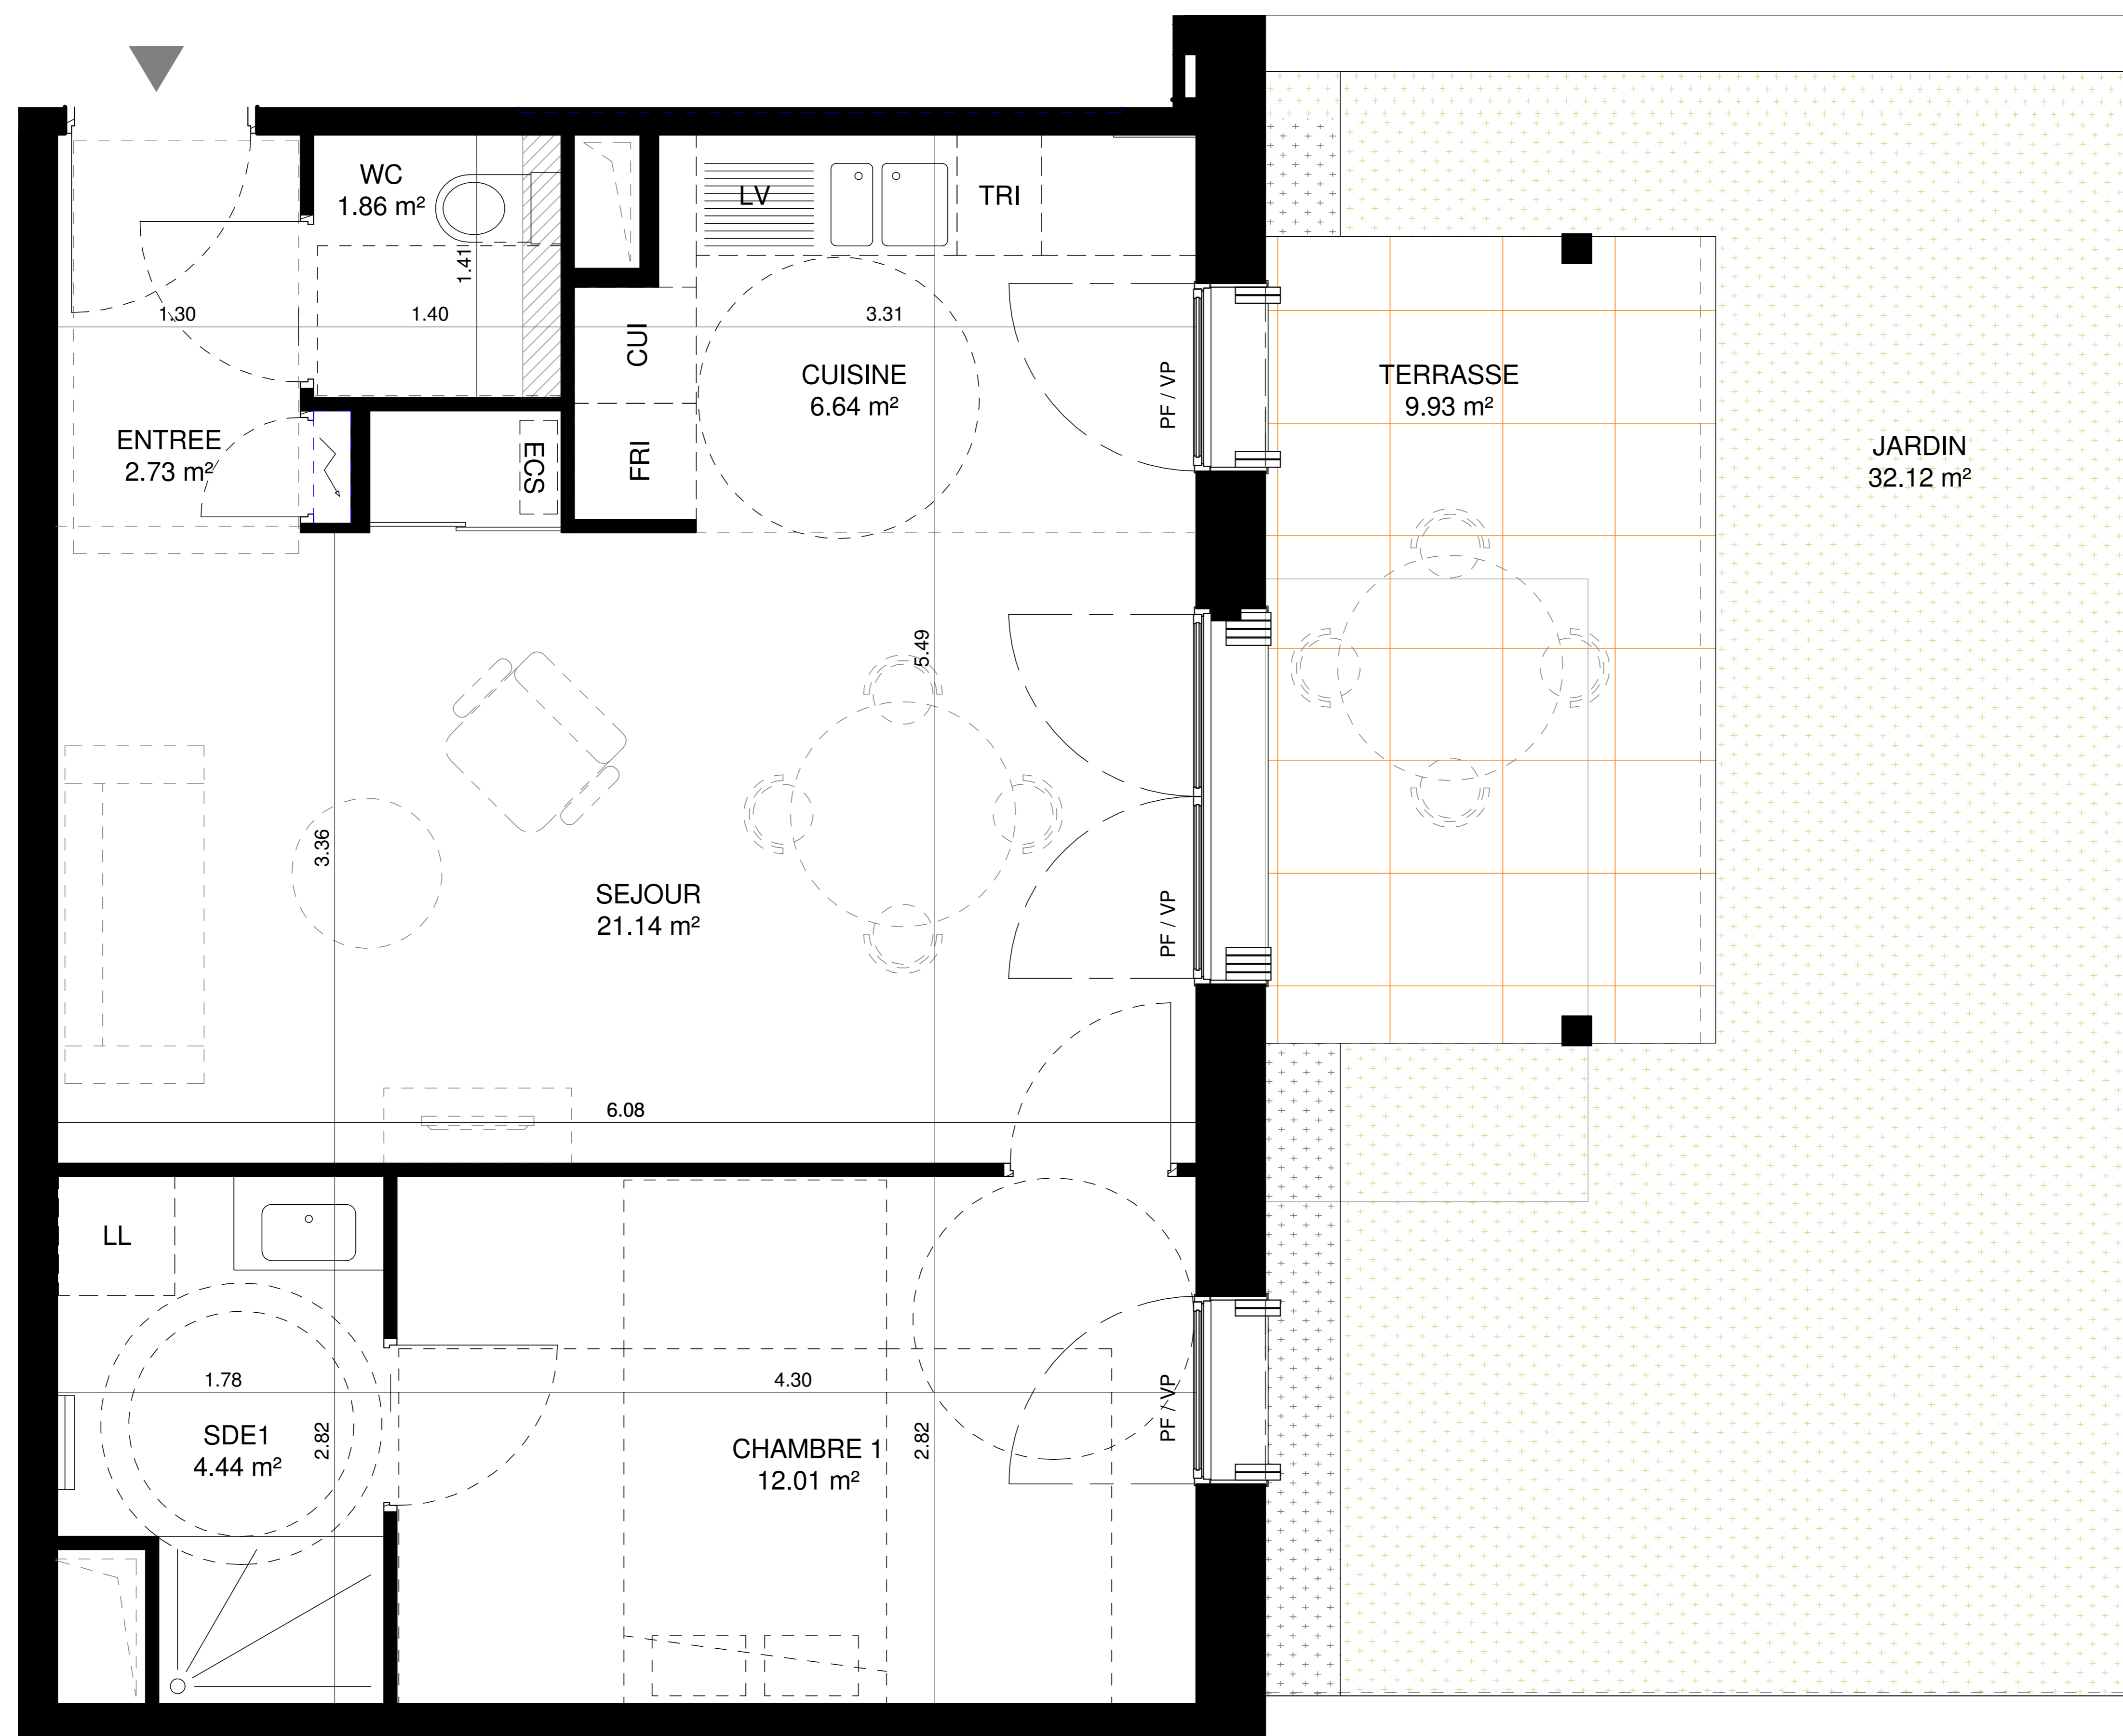 WC
1.86 m²
LV
TRI
1.41
1.30
1.40
3.31
CUI
CUISINE
6.64 m²
PF / VP
TERRASSE
9.93 m²
ENTREE
2.73 m²
FRI
ECS
JARDIN
32.12 m²
5.49
3.36
SEJOUR
21.14 m²
PF / VP
6.08
LL
1.78
4.30
PF / VP
SDE1
4.44 m²
2.82
CHAMBRE 1
12.01 m²
2.82